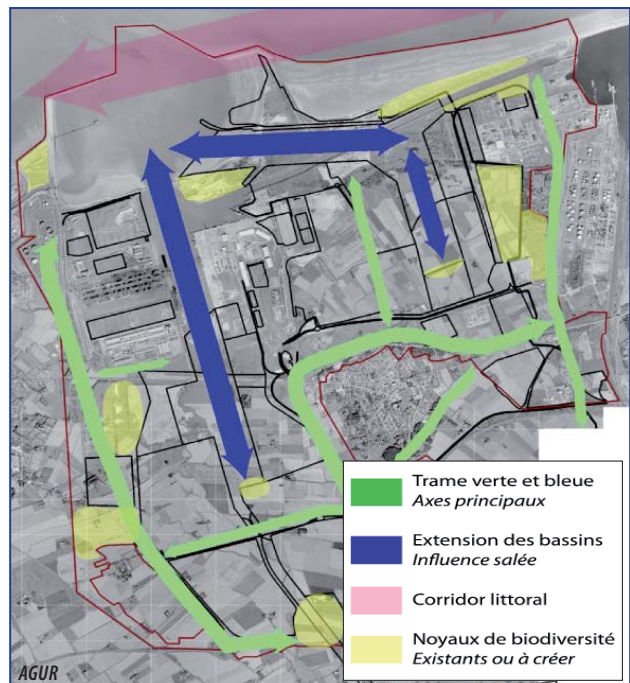 Trame verte et bleue
Axes principaux
Extension des bassins
Influence salée
Corridor littoral
Noyaux de biodiversité
Existants ou à créer
AGUR